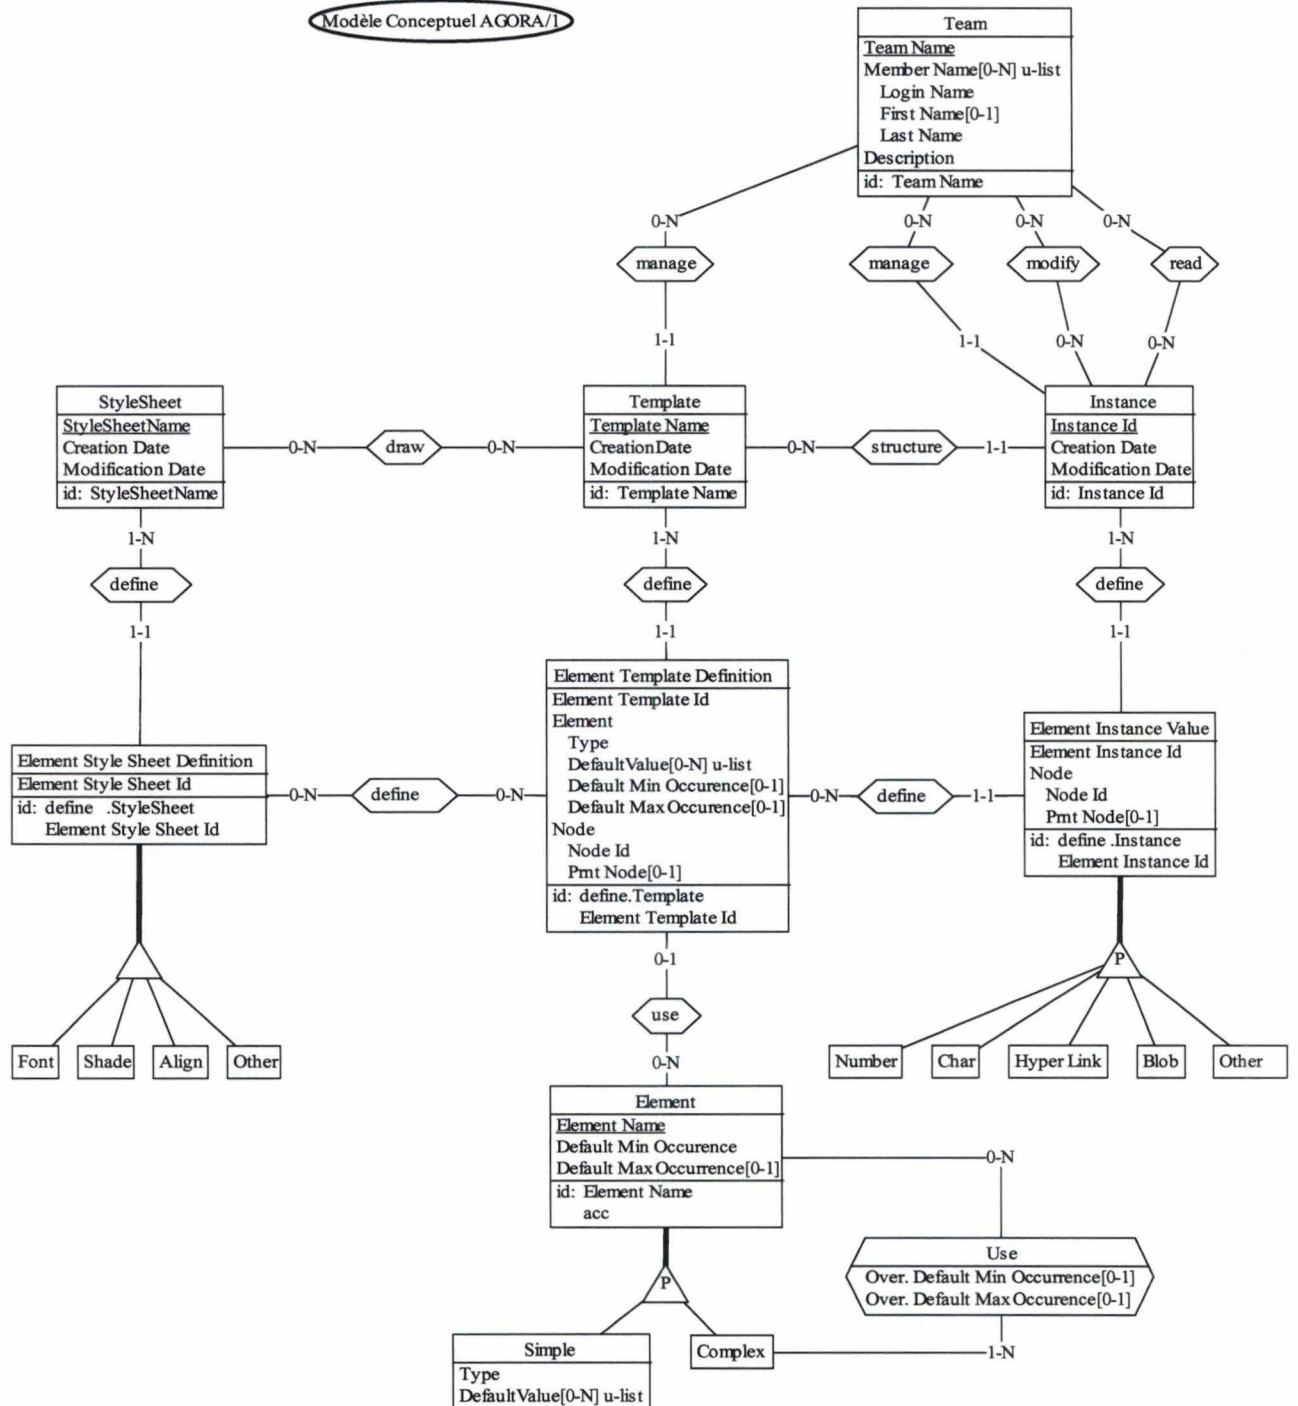 Modèle Conceptuel AGORA/1
Team
Team Name
Member Name[0-N] u-list
Login Name
First Name[0-1]
Last Name
Description
id: Team Name
0-N
0-N
0-N
0-N
manage
manage
modify
read
1-1
1-1
0-N
0-N
StyleSheet
StyleSheetName
Creation Date
Modification Date
id: StyleSheetName
0-N
draw
0-N
Template
Template Name
CreationDate
Modification Date
id: Template Name
0-N
structure
1-1
Instance
Instance Id
Creation Date
Modification Date
id: Instance Id
1-N
1-N
1-N
define
define
define
1-1
1-1
1-1
Element Style Sheet Definition
Element Style Sheet Id
id: define .StyleSheet
Element Style Sheet Id
0-N
define
0-N
Element Template Definition
Element Template Id
Element
Type
DefaultValue[0-N] u-list
Default Min Occurence[0-1]
Default Max Occurence[0-1]
Node
Node Id
Prnt Node[0-1]
id: define.Template
Element Template Id
0-N
define
1-1
Element Instance Value
Element Instance Id
Node
Node Id
Prnt Node[0-1]
id: define .Instance
Element Instance Id
0-1
P
use
Font
Shade
Align
Other
Number
Char
Hyper Link
Blob
Other
0-N
Element
Element Name
Default Min Occurence
Default Max Occurrence[0-1]
id: Element Name
acc
0-N
Use
Over. Default Min Occurrence[0-1]
Over. Default Max Occurence[0-1]
P
Simple
Type
DefaultValue[0-N] u-list
Complex
1-N